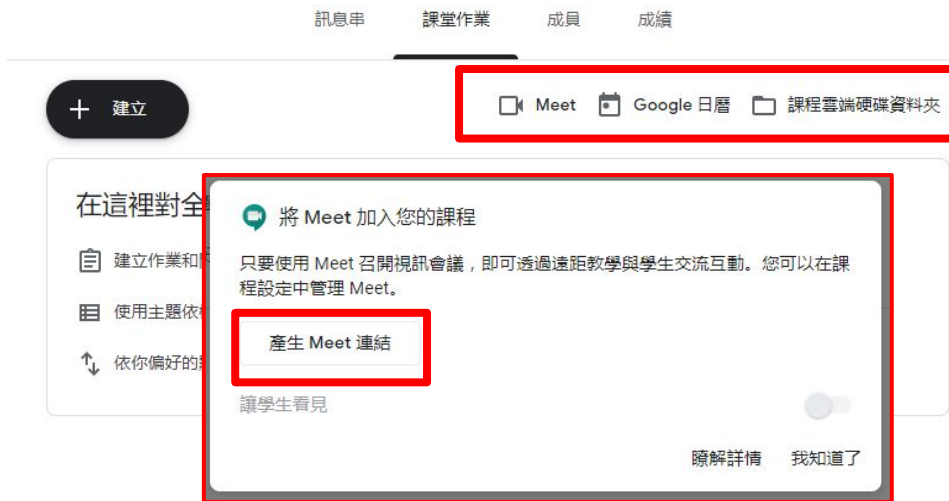 訊息串 課堂作業 成員 成績
建立 Meet Google 日曆 課程雲端硬碟資料夾
在這裡對全
將 Meet 加入您的課程
建立作業和
只要使用 Meet 召開視訊會議,即可透過遠距教學與學生交流互動。您可以在課
程設定中管理 Meet。
使用主題依
產生 Meet 連結
依你偏好的
讓學生看見
瞭解詳情 我知道了